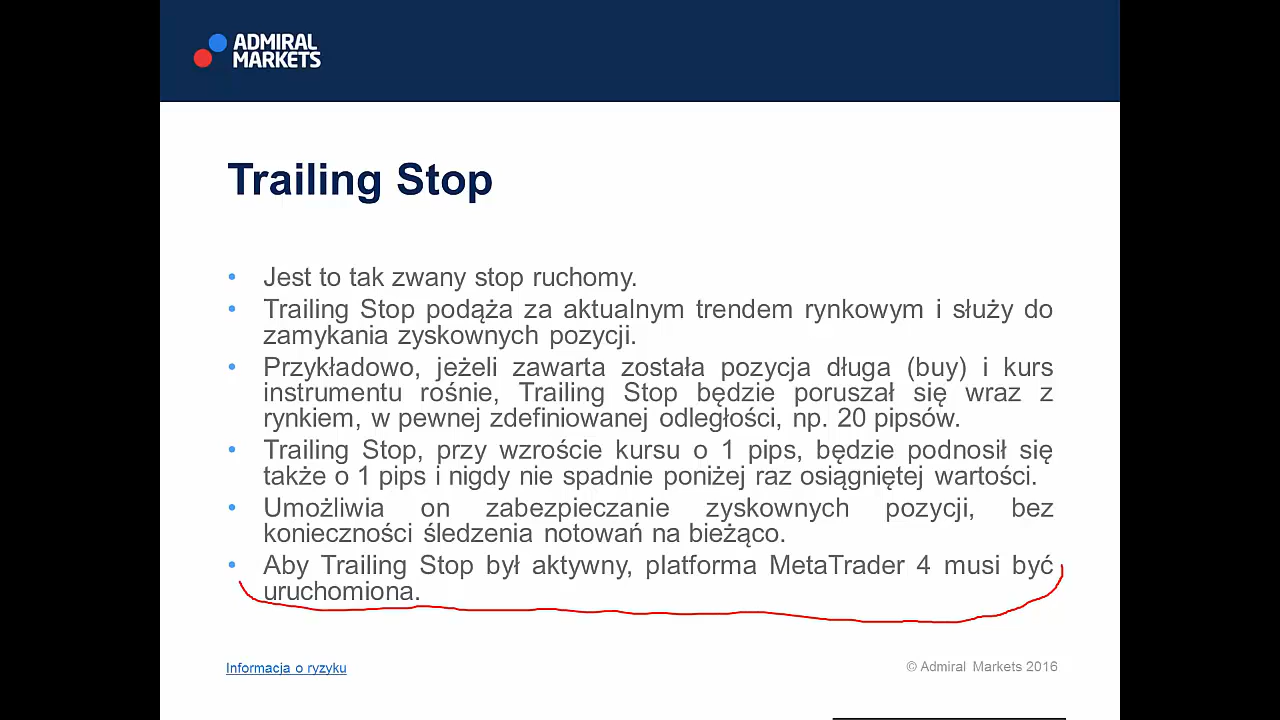 ADMIRAL
MARKETS
Trailing Stop
• Jest to tak zwany stop ruchomy.
• Trailing Stop podąża za aktualnym trendem rynkowym i służy do
zamykania zyskownych pozycji.
• Przykładowo, jeżeli zawarta została pozycja długa (buy) i kurs
instrumentu rośnie, Trailing Stop będzie poruszał się wraz z
rynkiem, w pewnej zdefiniowanej odległości, np. 20 pipsów.
• Trailing Stop, przy wzroście kursu o 1 pips, będzie podnosił się
także o 1 pips i nigdy nie spadnie poniżej raz osiągniętej wartości.
• Umożliwia on zabezpieczanie zyskownych pozycji, bez
konieczności śledzenia notowań na bieżąco.
• Aby Trailing Stop był aktywny, platforma MetaTrader 4 musi być
uruchomiona.
Informacja o ryzyku
© Admiral Markets 2016